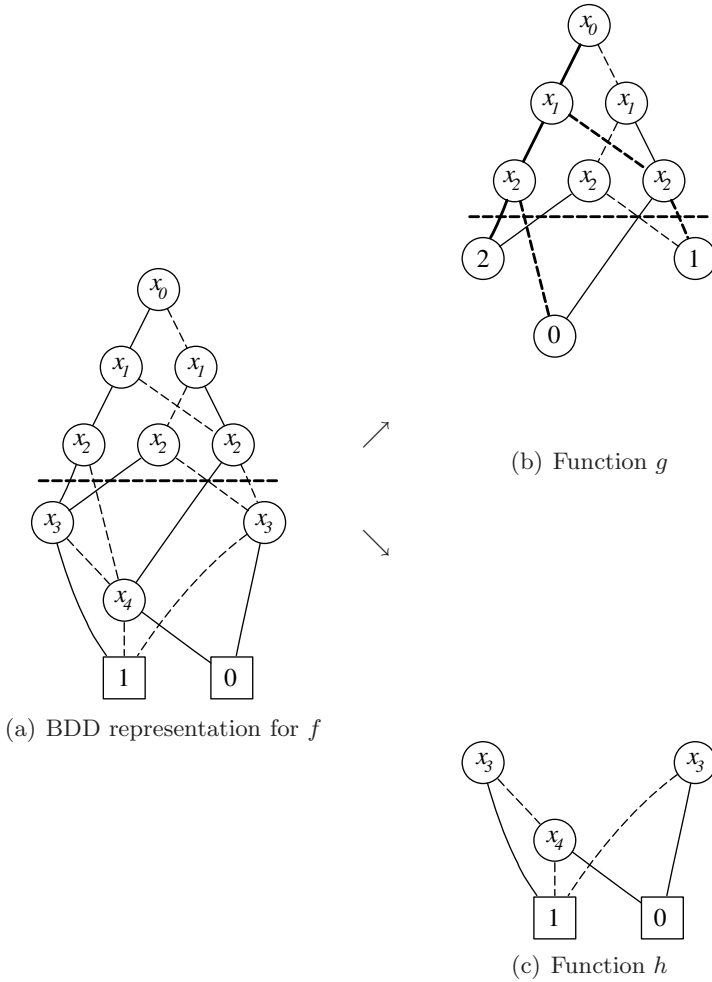 x0
x1 x1
x2 x2 x2
2 1
0
(b) Function g
x0
x1 x1
x2 x2 x2
x3 x3
x4
1 0
(a) BDD representation for f
↗
↘
x3 x3
x4
1 0
(c) Function h